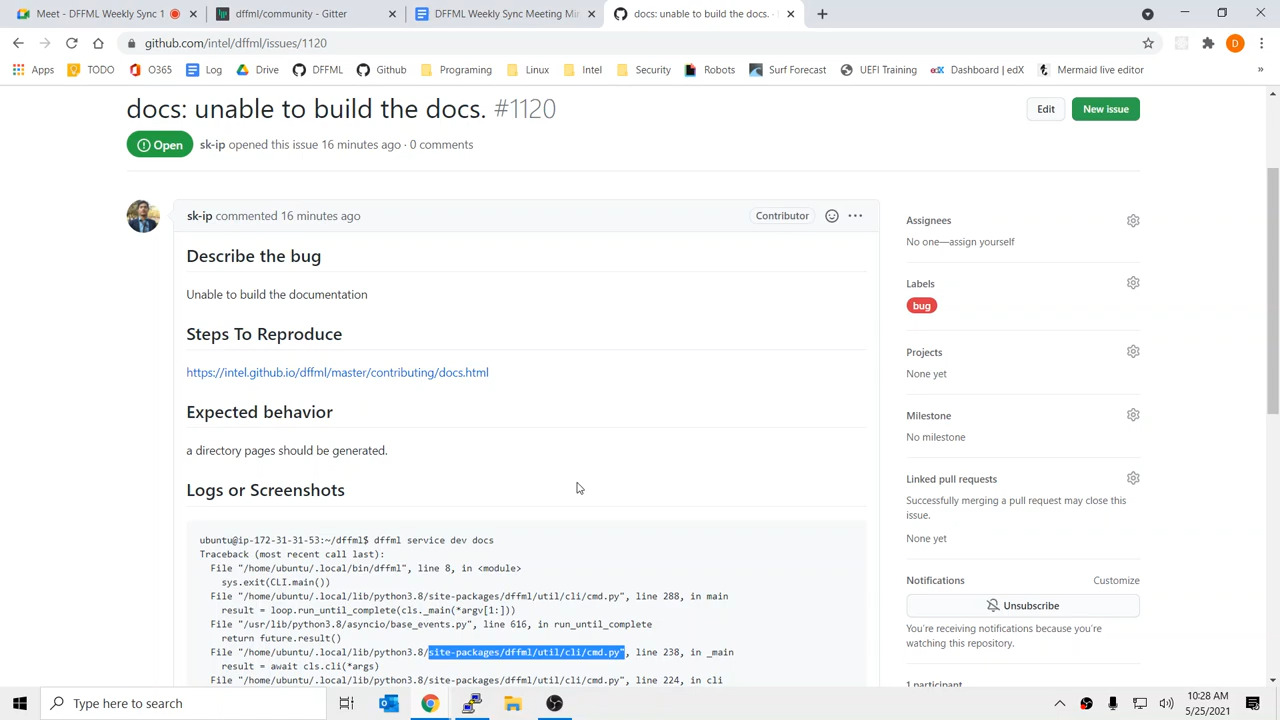 Meet - DFFML Weekly Sync 1
dffml/community - Gitter
DFFML Weekly Sync Meeting Min
docs: unable to build the docs. ·
github.com/intel/dffml/issues/1120
Apps
TODO
O365
Log
Drive
DFFML
Github
Programing
Linux
Intel
Security
Robots
Surf Forecast
UEFI Training
Dashboard | edX
Mermaid live editor
»
docs: unable to build the docs. #1120
Edit
New issue
Open
sk-ip opened this issue 16 minutes ago · 0 comments
sk-ip commented 16 minutes ago
Contributor
Describe the bug
Unable to build the documentation
Steps To Reproduce
https://intel.github.io/dffml/master/contributing/docs.html
Expected behavior
a directory pages should be generated.
Logs or Screenshots
ubuntu@ip-172-31-31-53:~/dffml$ dffml service dev docs
Traceback (most recent call last):
File "/home/ubuntu/.local/bin/dffml", line 8, in <module>
sys.exit(CLI.main())
File "/home/ubuntu/.local/lib/python3.8/site-packages/dffml/util/cli/cmd.py", line 288, in main
result = loop.run_until_complete(cls._main(*argv[1:]))
File "/usr/lib/python3.8/asyncio/base_events.py", line 616, in run_until_complete
return future.result()
File "/home/ubuntu/.local/lib/python3.8/site-packages/dffml/util/cli/cmd.py", line 238, in _main
result = await cls.cli(*args)
File "/home/ubuntu/.local/lib/python3.8/site-packages/dffml/util/cli/cmd.py", line 224, in cli
Assignees
No one—assign yourself
Labels
bug
Projects
None yet
Milestone
No milestone
Linked pull requests
Successfully merging a pull request may close this
issue.
None yet
Notifications
Customize
Unsubscribe
You're receiving notifications because you're
watching this repository.
1 participant
Type here to search
10:28 AM
5/25/2021
D